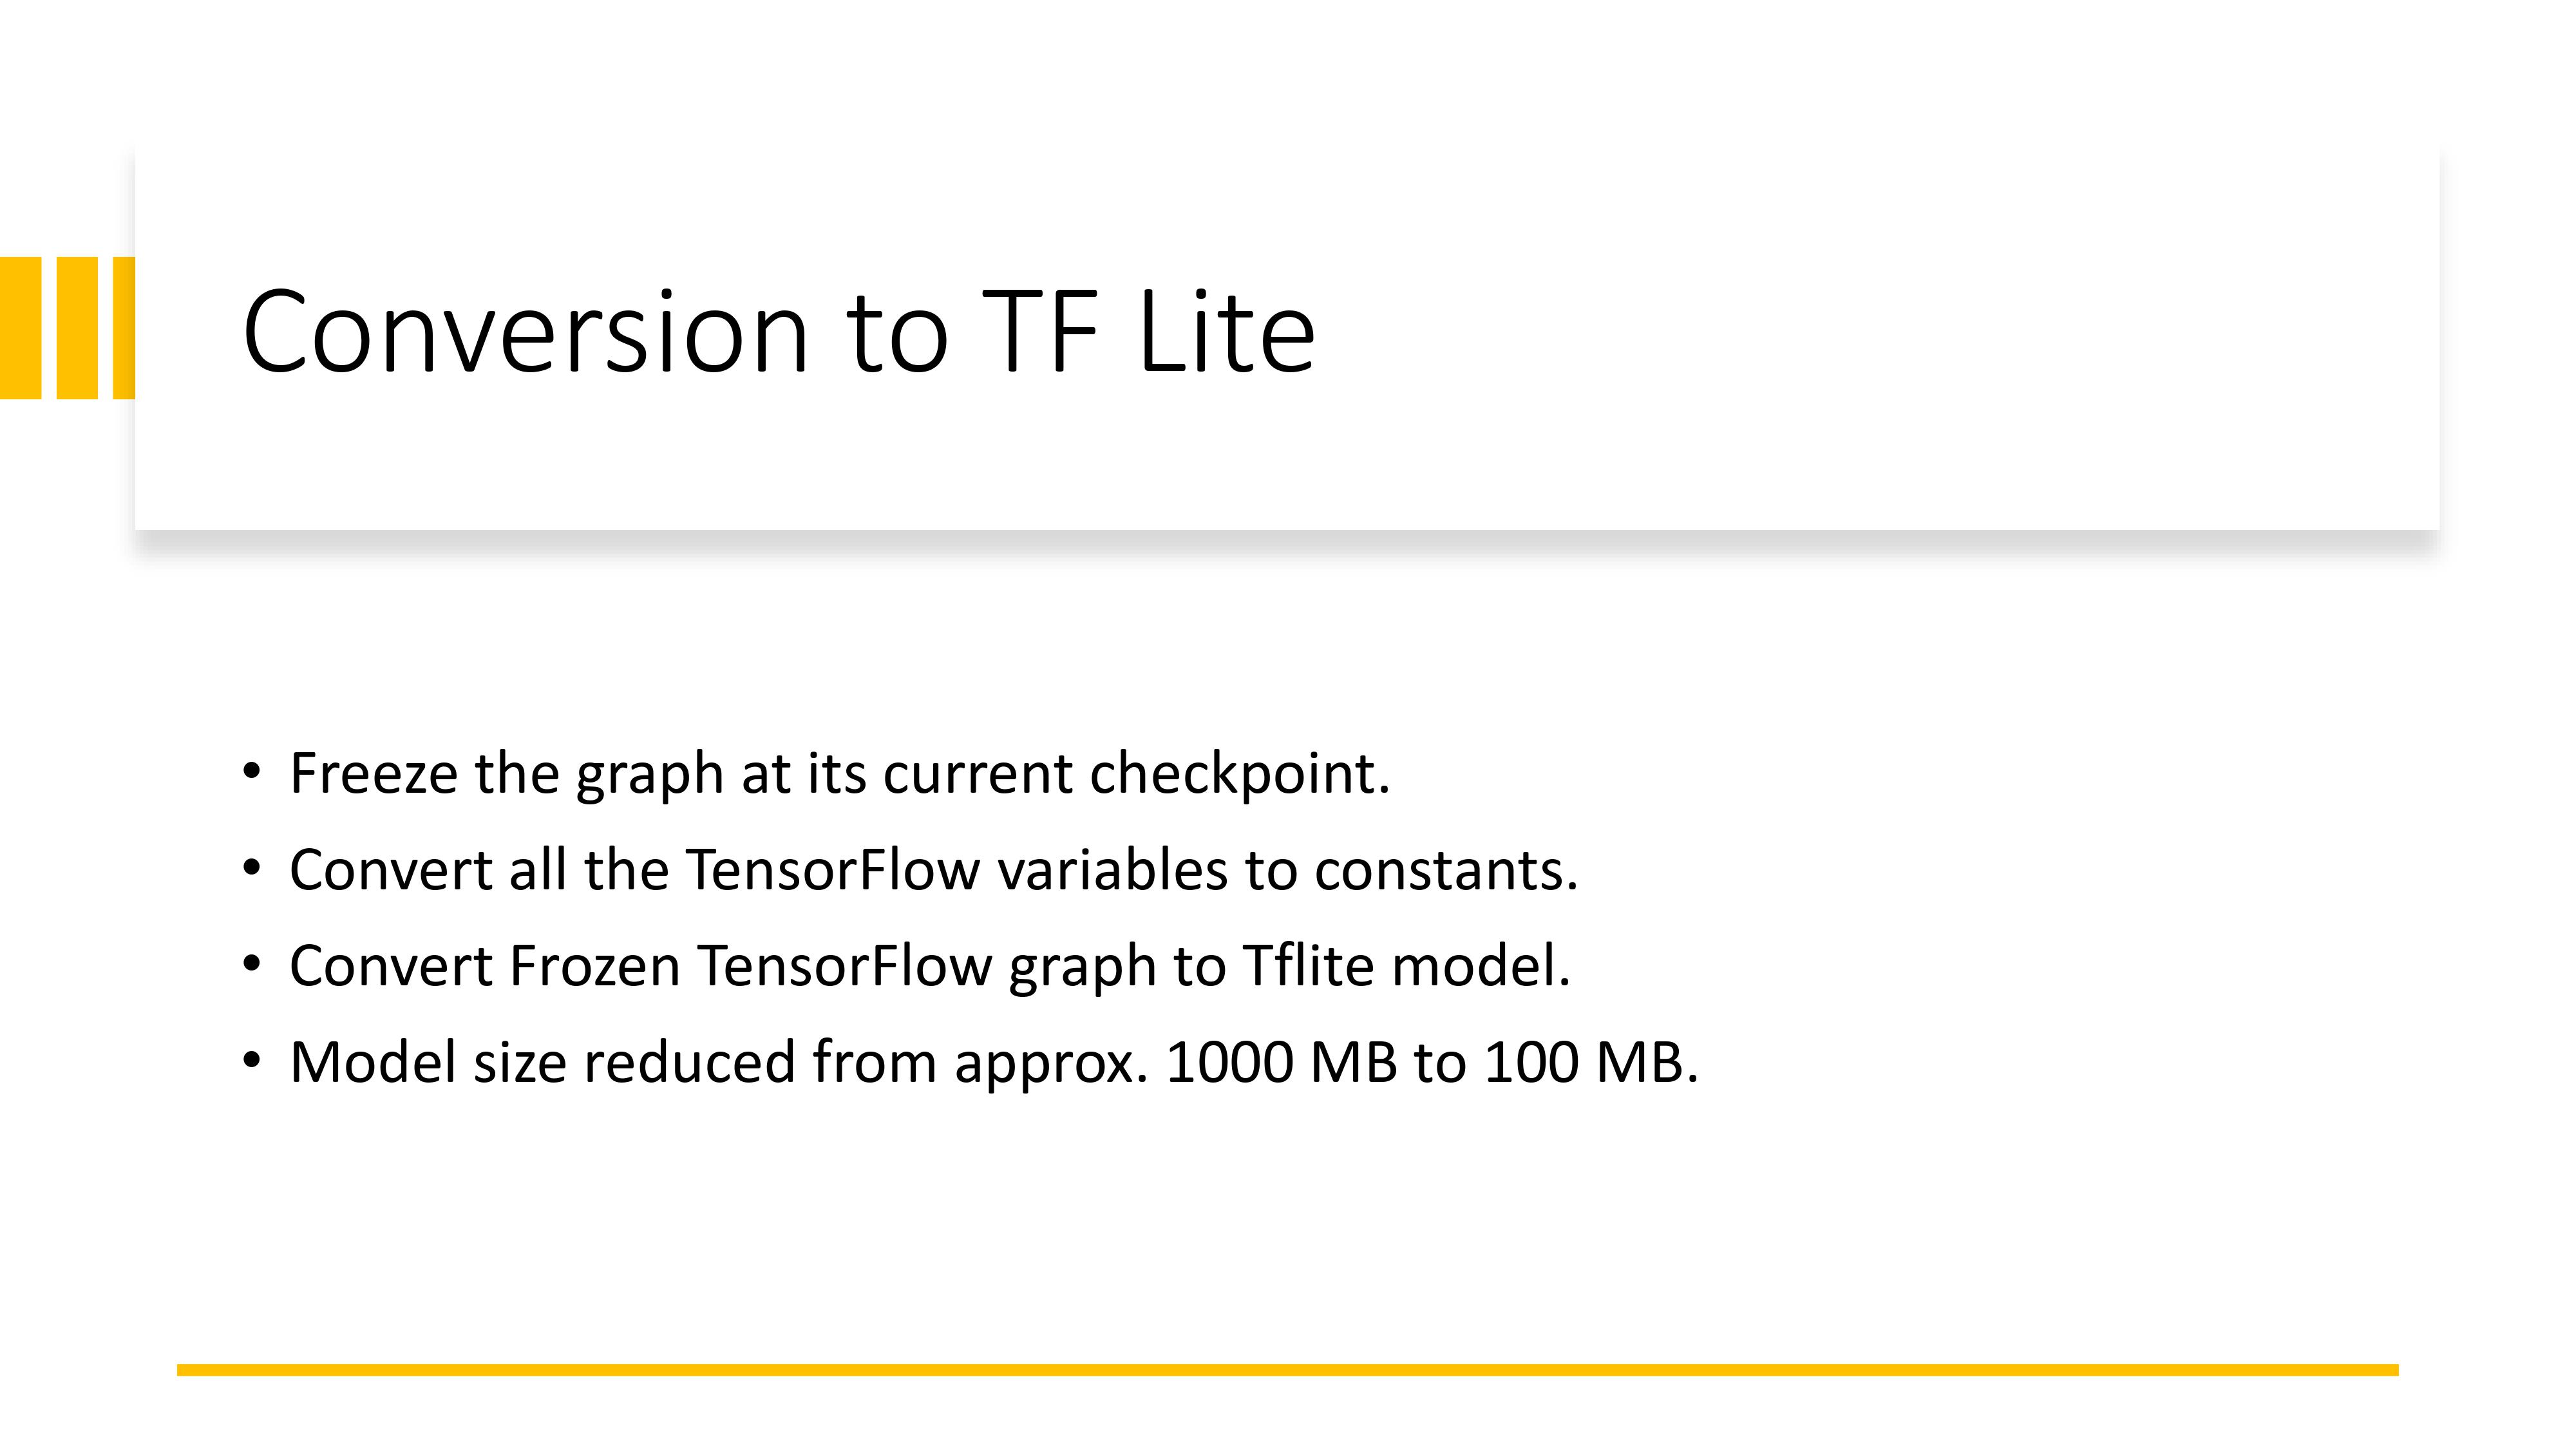 Conversion to TF Lite
• Freeze the graph at its current checkpoint.
• Convert all the TensorFlow variables to constants.
• Convert Frozen TensorFlow graph to Tflite model.
• Model size reduced from approx. 1000 MB to 100 MB.